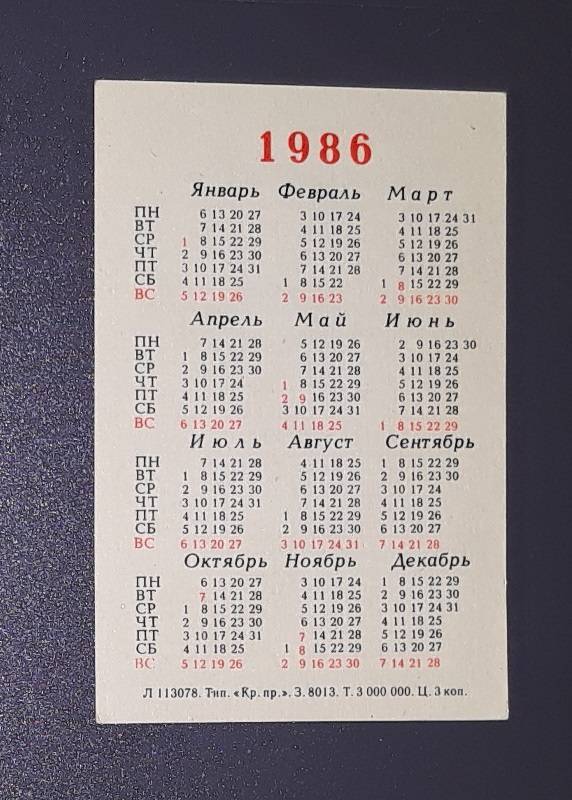 1986
Январь Февраль Март
ПН 6 13 20 27 3 10 17 24 3 10 17 24 31
ВТ 7 14 21 28 4 11 18 25 4 11 18 25
СР 1 8 15 22 29 5 12 19 26 5 12 19 26
ЧТ 2 9 16 23 30 6 13 20 27 6 13 20 27
ПТ 3 10 17 24 31 7 14 21 28 7 14 21 28
СБ 4 11 18 25 1 8 15 22 1 8 15 22 29
ВС 5 12 19 26 2 9 16 23 2 9 16 23 30
Апрель Май Июнь
ПН 7 14 21 28 5 12 19 26 2 9 16 23 30
ВТ 1 8 15 22 29 6 13 20 27 3 10 17 24
СР 2 9 16 23 30 7 14 21 28 4 11 18 25
ЧТ 3 10 17 24 1 8 15 22 29 5 12 19 26
ПТ 4 11 18 25 2 9 16 23 30 6 13 20 27
СБ 5 12 19 26 3 10 17 24 31 7 14 21 28
ВС 6 13 20 27 4 11 18 25 1 8 15 22 29
Июль Август Сентябрь
ПН 7 14 21 28 4 11 18 25 1 8 15 22 29
ВТ 1 8 15 22 29 5 12 19 26 2 9 16 23 30
СР 2 9 16 23 30 6 13 20 27 3 10 17 24
ЧТ 3 10 17 24 31 7 14 21 28 4 11 18 25
ПТ 4 11 18 25 1 8 15 22 29 5 12 19 26
СБ 5 12 19 26 2 9 16 23 30 6 13 20 27
ВС 6 13 20 27 3 10 17 24 31 7 14 21 28
Октябрь Ноябрь Декабрь
ПН 6 13 20 27 3 10 17 24 1 8 15 22 29
ВТ 7 14 21 28 4 11 18 25 2 9 16 23 30
СР 1 8 15 22 29 5 12 19 26 3 10 17 24 31
ЧТ 2 9 16 23 30 6 13 20 27 4 11 18 25
ПТ 3 10 17 24 31 7 14 21 28 5 12 19 26
СБ 4 11 18 25 1 8 15 22 29 6 13 20 27
ВС 5 12 19 26 2 9 16 23 30 7 14 21 28
Л 113078. Тип. «Кр. пр.». З. 8013. Т. 3 000 000. Ц. 3 коп.